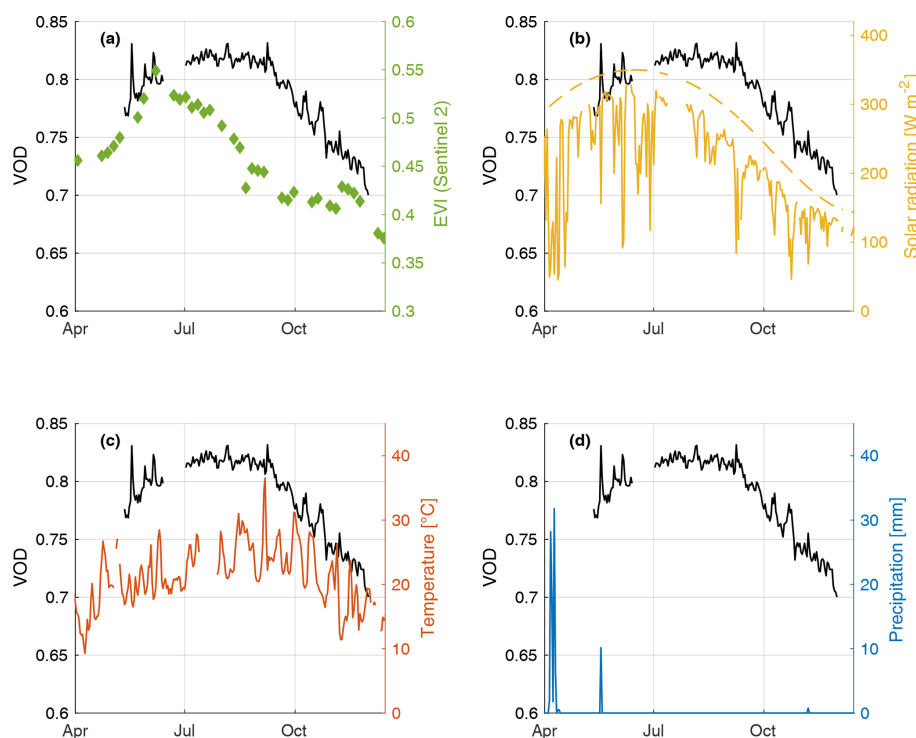 0.85
0.8
0.75
0.7
0.65
0.6
VOD
(a)
0.6
0.55
0.5
0.45
0.4
0.35
0.3
EVI (Sentinel 2)
Apr Jul Oct
0.85
0.8
0.75
0.7
0.65
0.6
VOD
(b)
400
300
200
100
0
Solar radiation [W m-2]
Apr Jul Oct
0.85
0.8
0.75
0.7
0.65
0.6
VOD
(c)
40
30
20
10
0
Temperature [°C]
Apr Jul Oct
0.85
0.8
0.75
0.7
0.65
0.6
VOD
(d)
40
30
20
10
0
Precipitation [mm]
Apr Jul Oct